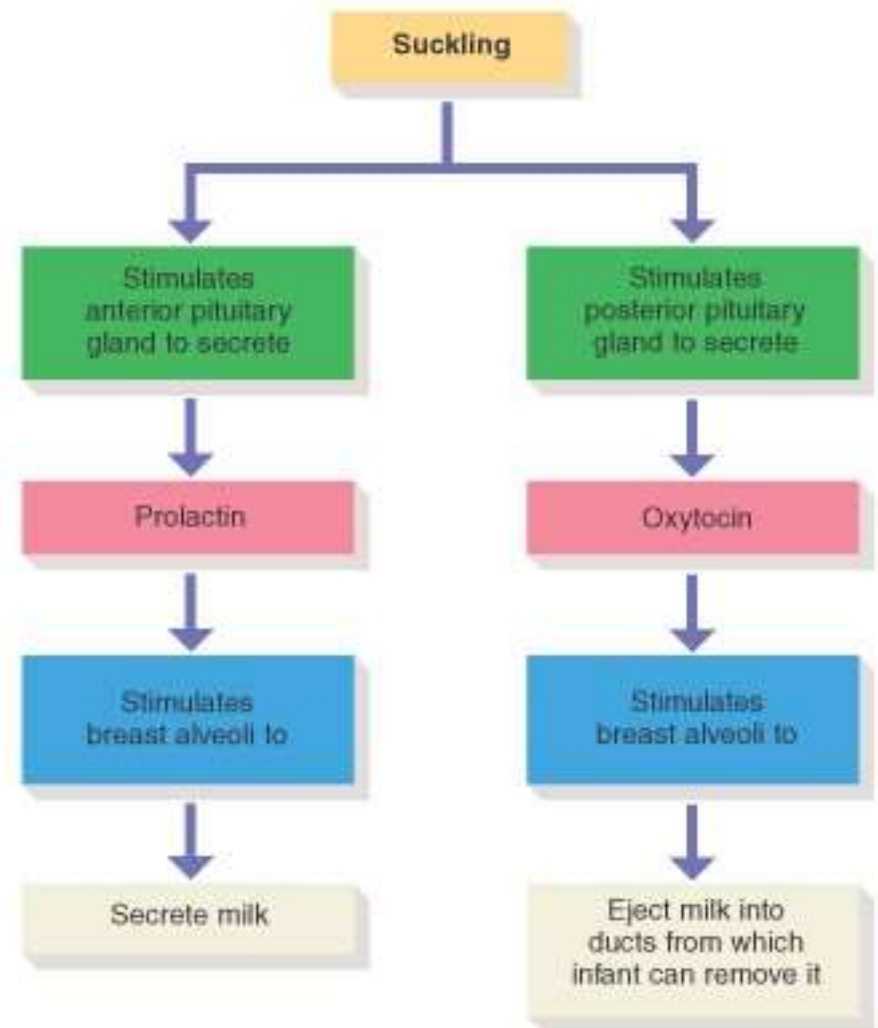 Suckling
Stimulates
anterior pituitary
gland to secrete
Prolactin
Stimulates
breast alveoli to
Secrete milk
Stimulates
posterior pituitary
gland to secrete
Oxytocin
Stimulates
breast alveoli to
Eject milk into
ducts from which
infant can remove it